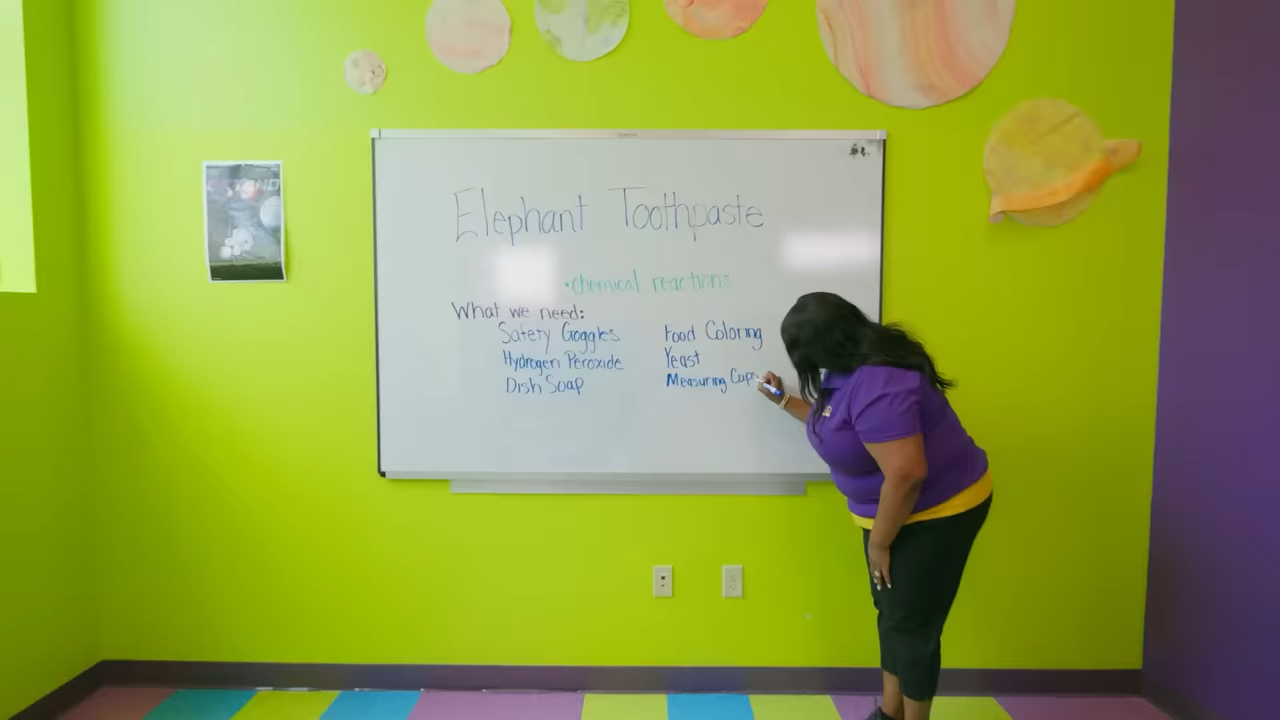 Elephant Toothpaste
•chemical reactions
What we need:
Safety Goggles
Hydrogen Peroxide
Dish Soap
Food Coloring
Yeast
Measuring Cups